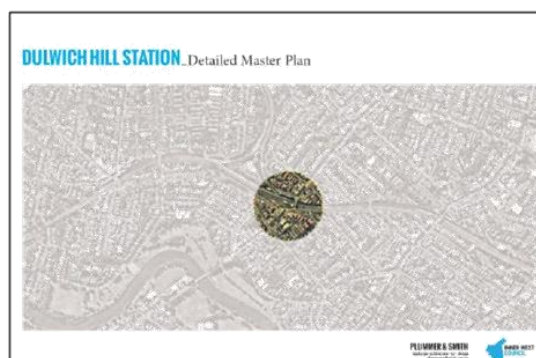 DULWICH HILL STATION_Detailed Master Plan
PLUMMER & SMITH
INNER WEST
COUNCIL